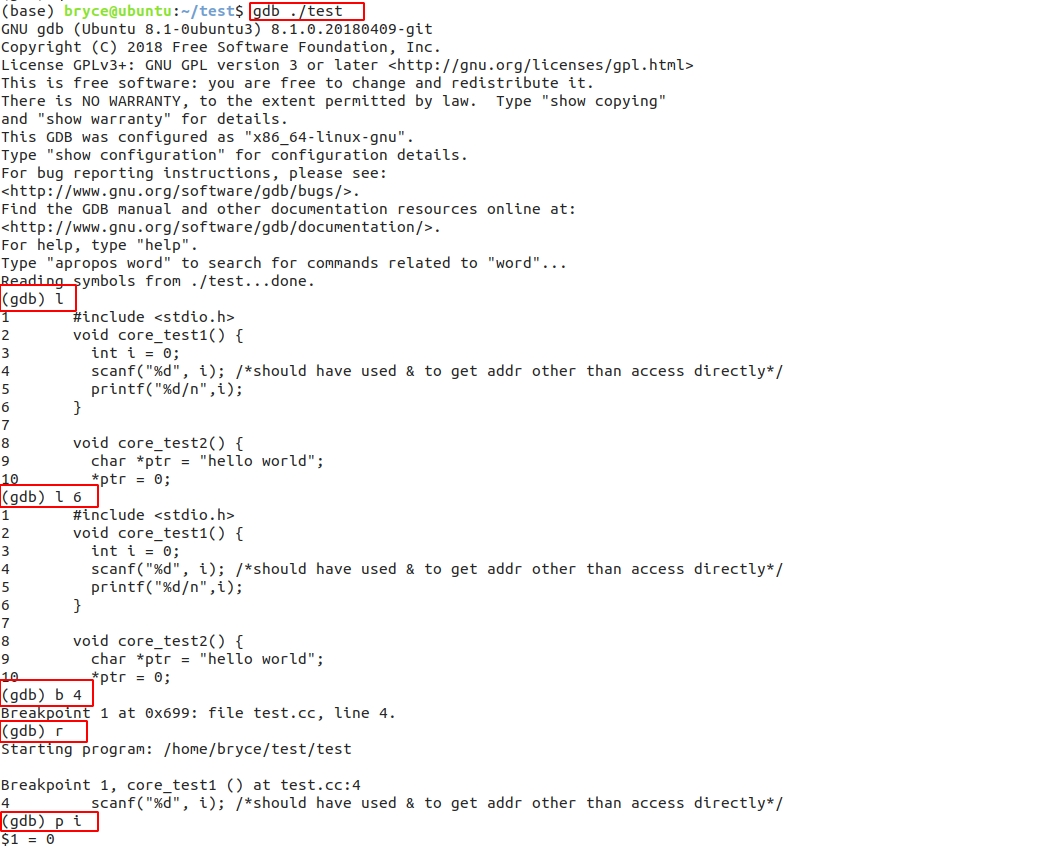 (base) bryce@ubuntu:~/test$ gdb ./test
GNU gdb (Ubuntu 8.1-0ubuntu3) 8.1.0.20180409-git
Copyright (C) 2018 Free Software Foundation, Inc.
License GPLv3+: GNU GPL version 3 or later <http://gnu.org/licenses/gpl.html>
This is free software: you are free to change and redistribute it.
There is NO WARRANTY, to the extent permitted by law.  Type "show copying"
and "show warranty" for details.
This GDB was configured as "x86_64-linux-gnu".
Type "show configuration" for configuration details.
For bug reporting instructions, please see:
<http://www.gnu.org/software/gdb/bugs/>.
Find the GDB manual and other documentation resources online at:
<http://www.gnu.org/software/gdb/documentation/>.
For help, type "help".
Type "apropos word" to search for commands related to "word"...
Reading symbols from ./test...done.
(gdb) l
1       #include <stdio.h>
2       void core_test1() {
3         int i = 0;
4         scanf("%d", i); /*should have used & to get addr other than access directly*/
5         printf("%d/n",i);
6       }
7
8       void core_test2() {
9         char *ptr = "hello world";
10        *ptr = 0;
(gdb) l 6
1       #include <stdio.h>
2       void core_test1() {
3         int i = 0;
4         scanf("%d", i); /*should have used & to get addr other than access directly*/
5         printf("%d/n",i);
6       }
7
8       void core_test2() {
9         char *ptr = "hello world";
10        *ptr = 0;
(gdb) b 4
Breakpoint 1 at 0x699: file test.cc, line 4.
(gdb) r
Starting program: /home/bryce/test/test

Breakpoint 1, core_test1 () at test.cc:4
4         scanf("%d", i); /*should have used & to get addr other than access directly*/
(gdb) p i
$1 = 0